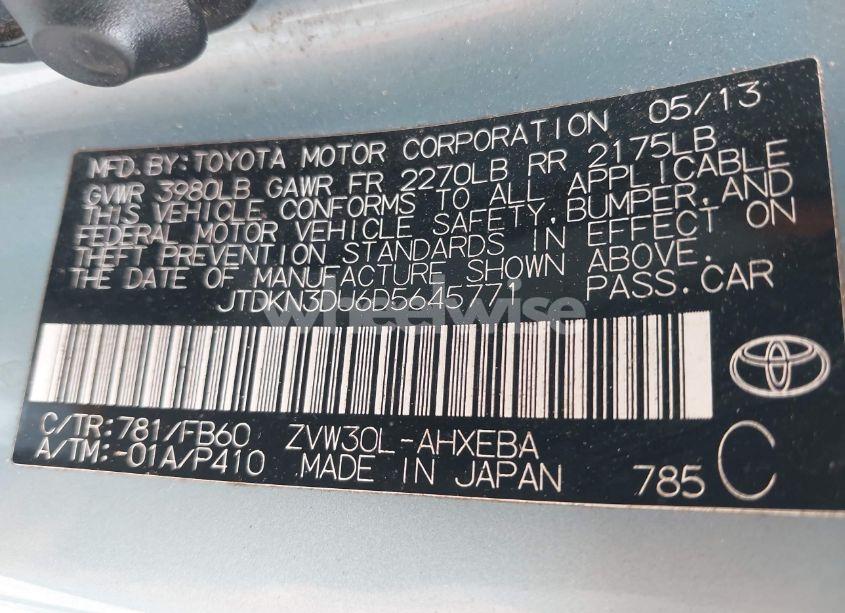 MFD.BY:TOYOTA MOTOR CORPORATION 05/13
GVWR 3980LB GAWR FR 2270LB RR 2175LB
THIS VEHICLE CONFORMS TO ALL APPLICABLE
FEDERAL MOTOR VEHICLE SAFETY,BUMPER,AND
THEFT PREVENTION STANDARDS IN EFFECT ON
THE DATE OF MANUFACTURE SHOWN ABOVE.
JTDKN3DU6D5645771 PASS.CAR
wheelwise
C/TR:781/FB60 ZVW30L-AHXEBA
A/TM:-01A/P410 MADE IN JAPAN 785 C